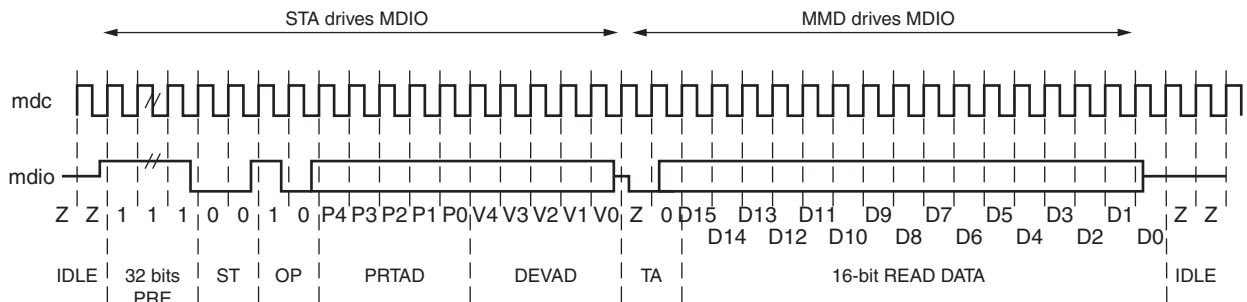 STA drives MDIO MMD drives MDIO
mdc
mdio
Z Z 1 1 1 0 0 1 0 P4 P3 P2 P1 P0 V4 V3 V2 V1 V0 Z 0 D15 D13 D11 D9 D7 D5 D3 D1 Z Z
D14 D12 D10 D8 D6 D4 D2 D0
IDLE 32 bits ST OP PRTAD DEVAD TA 16-bit READ DATA IDLE
PRE